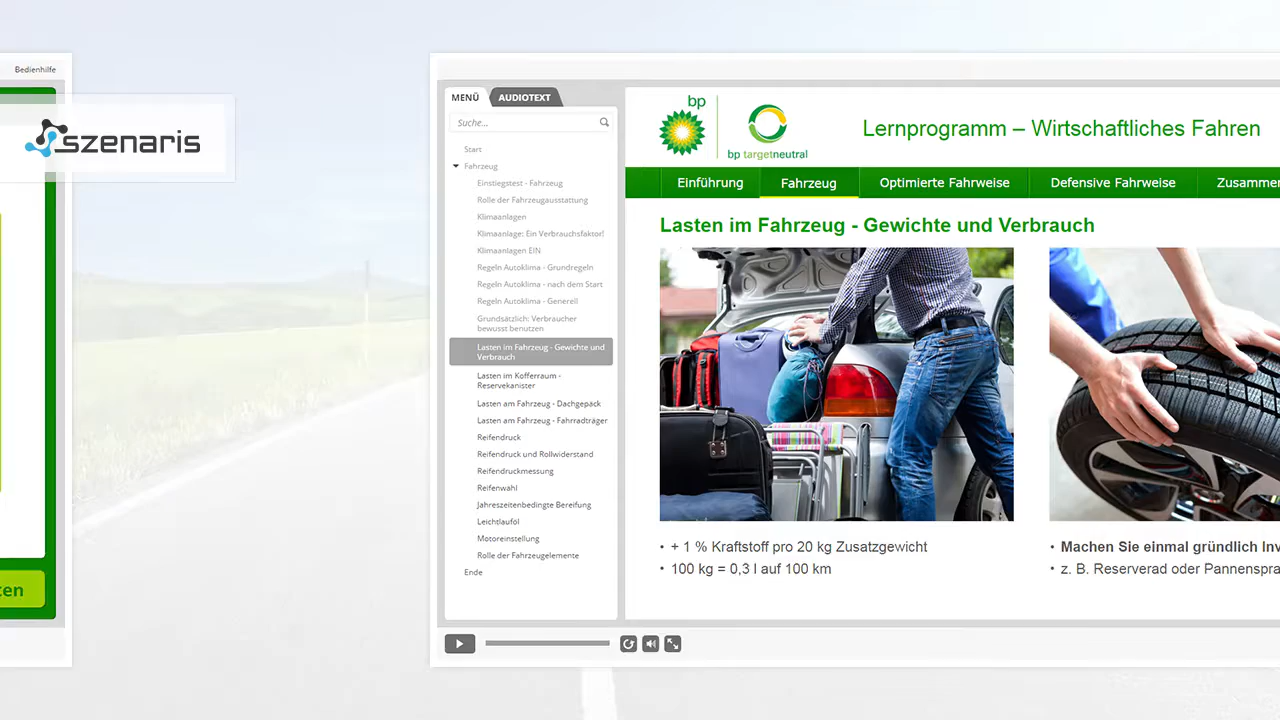 Bedienhilfe
szenaris
ten
MENÜ
AUDIOTEXT
Suche...
Start
Fahrzeug
Einstiegstest - Fahrzeug
Rolle der Fahrzeugausstattung
Klimaanlagen
Klimaanlage: Ein Verbrauchsfaktor!
Klimaanlagen EIN
Regeln Autoklima - Grundregeln
Regeln Autoklima - nach dem Start
Regeln Autoklima - Generell
Grundsätzlich: Verbraucher
bewusst benutzen
Lasten im Fahrzeug - Gewichte und
Verbrauch
Lasten im Kofferraum -
Reservekanister
Lasten am Fahrzeug - Dachgepäck
Lasten am Fahrzeug - Fahrradträger
Reifendruck
Reifendruck und Rollwiderstand
Reifendruckmessung
Reifenwahl
Jahreszeitenbedingte Bereifung
Leichtlauföl
Motoreinstellung
Rolle der Fahrzeugelemente
Ende
bp
bp targetneutral
Lernprogramm – Wirtschaftliches Fahren
Einführung
Fahrzeug
Optimierte Fahrweise
Defensive Fahrweise
Zusammen
Lasten im Fahrzeug - Gewichte und Verbrauch
• + 1 % Kraftstoff pro 20 kg Zusatzgewicht
• 100 kg = 0,3 l auf 100 km
• Machen Sie einmal gründlich Inv
• z. B. Reserverad oder Pannenspra